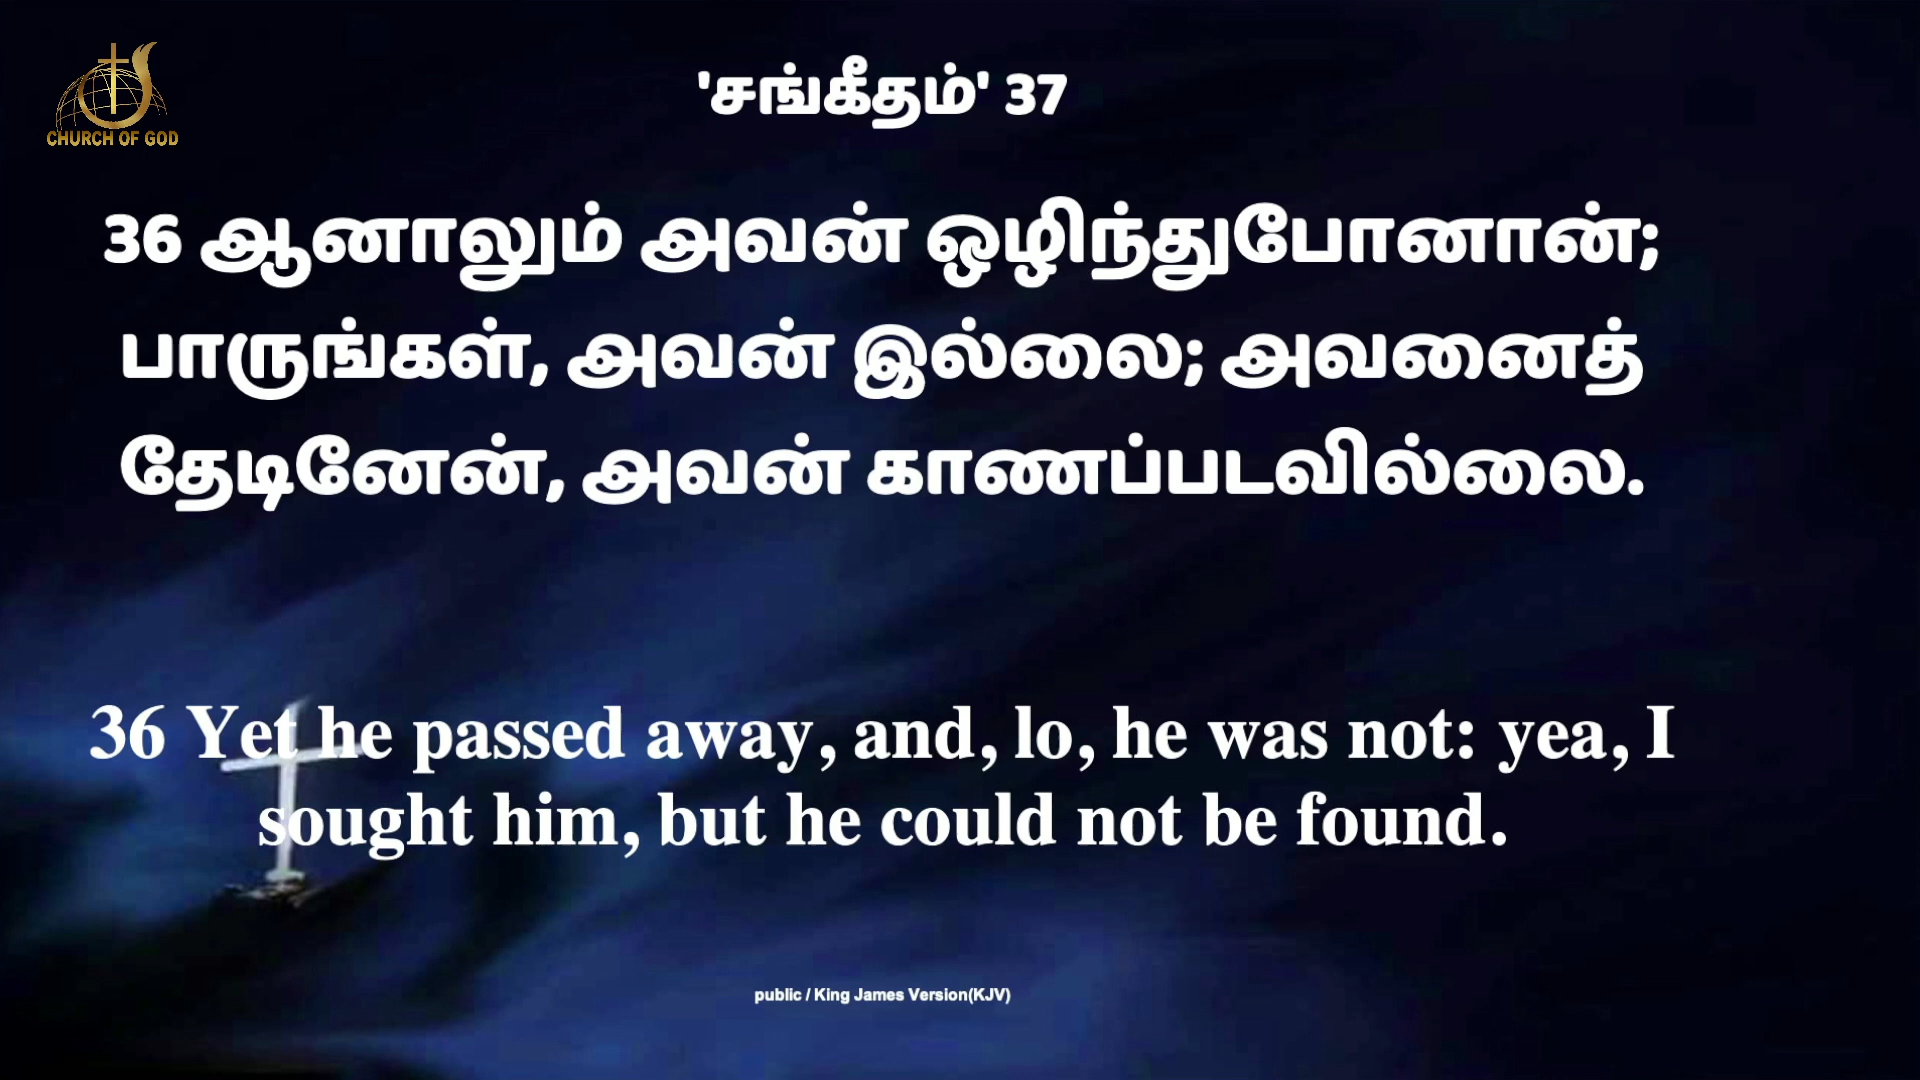 CHURCH OF GOD
'சங்கீதம்' 37
36 ஆனாலும் அவன் ஒழிந்துபோனான்;
பாருங்கள், அவன் இல்லை; அவனைத்
தேடினேன், அவன் காணப்படவில்லை.
36 Yet he passed away, and, lo, he was not: yea, I
sought him, but he could not be found.
public / King James Version(KJV)